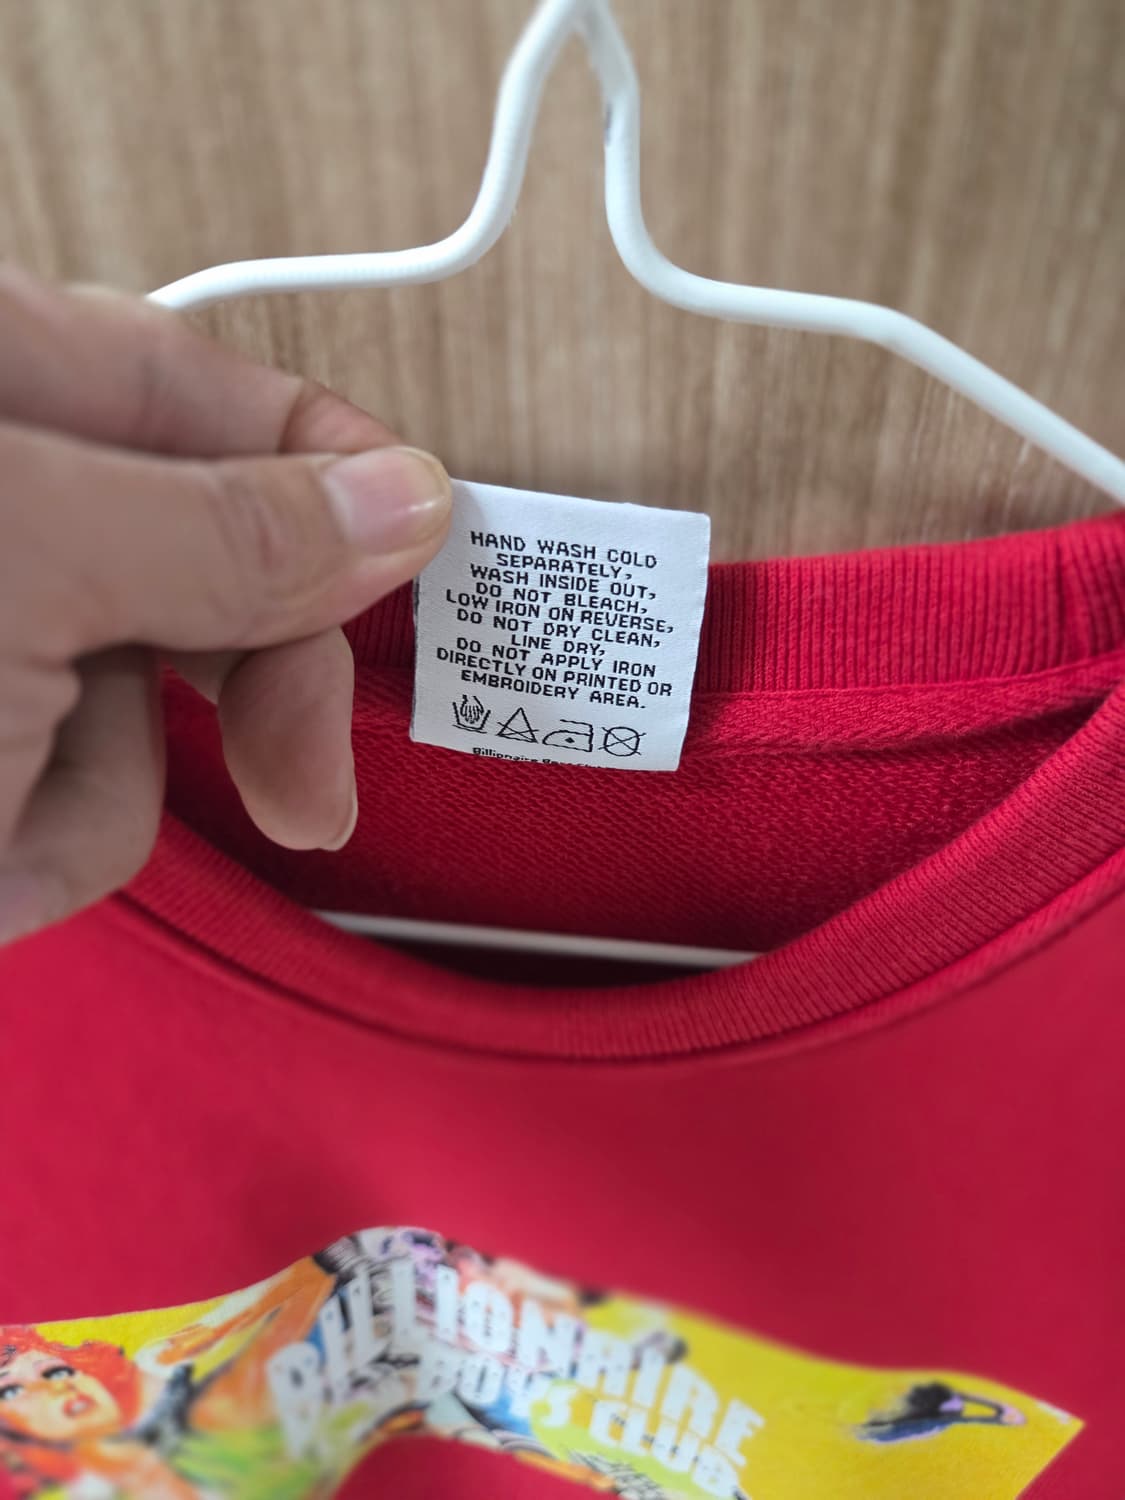 HAND WASH COLD
SEPARATELY,
WASH INSIDE OUT,
DO NOT BLEACH,
LOW IRON ON REVERSE,
DO NOT DRY CLEAN,
LINE DRY,
DO NOT APPLY IRON
DIRECTLY ON PRINTED OR
EMBROIDERY AREA.
Billionaire
BILLIONAIRE
BOYS CLUB